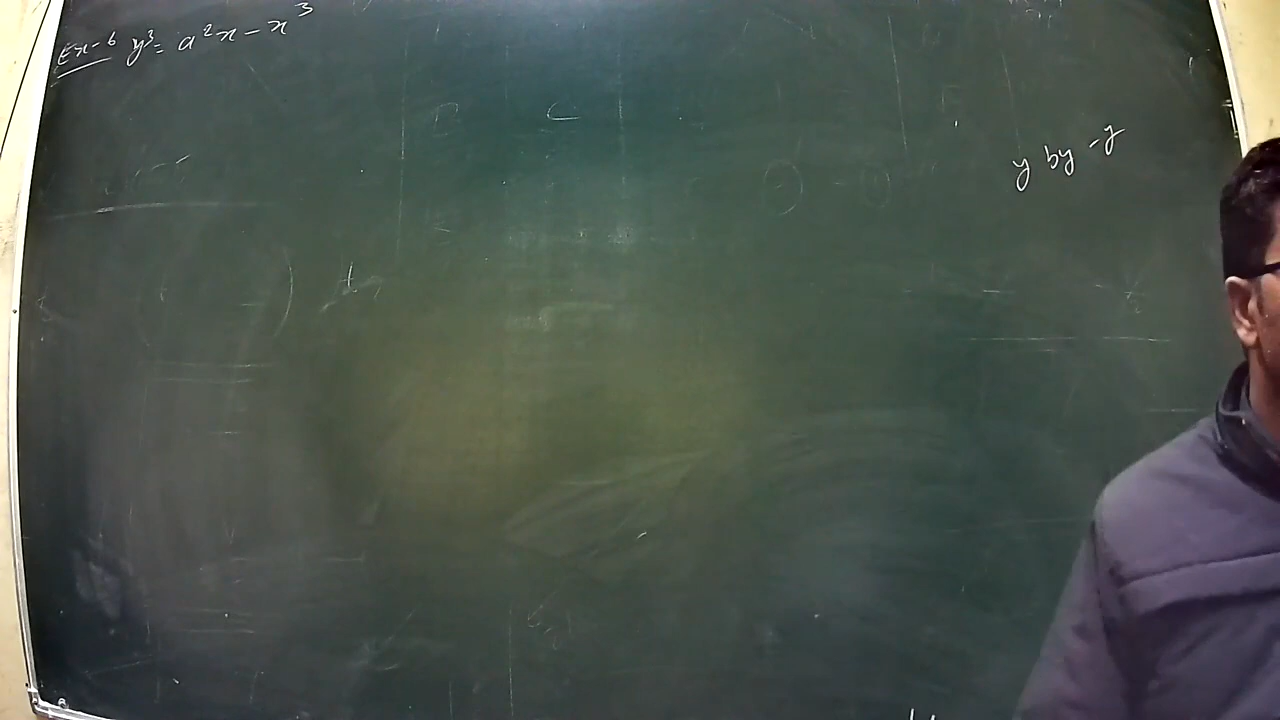 Ex-6 y³ = a²x - x³
y by -y